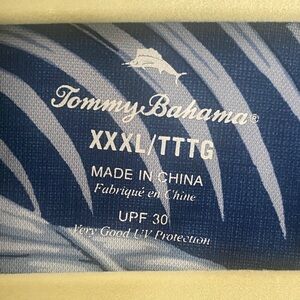 Tommy Bahama®
XXXL/TTTG
MADE IN CHINA
Fabriqué en Chine
UPF 30
Very Good UV Protection